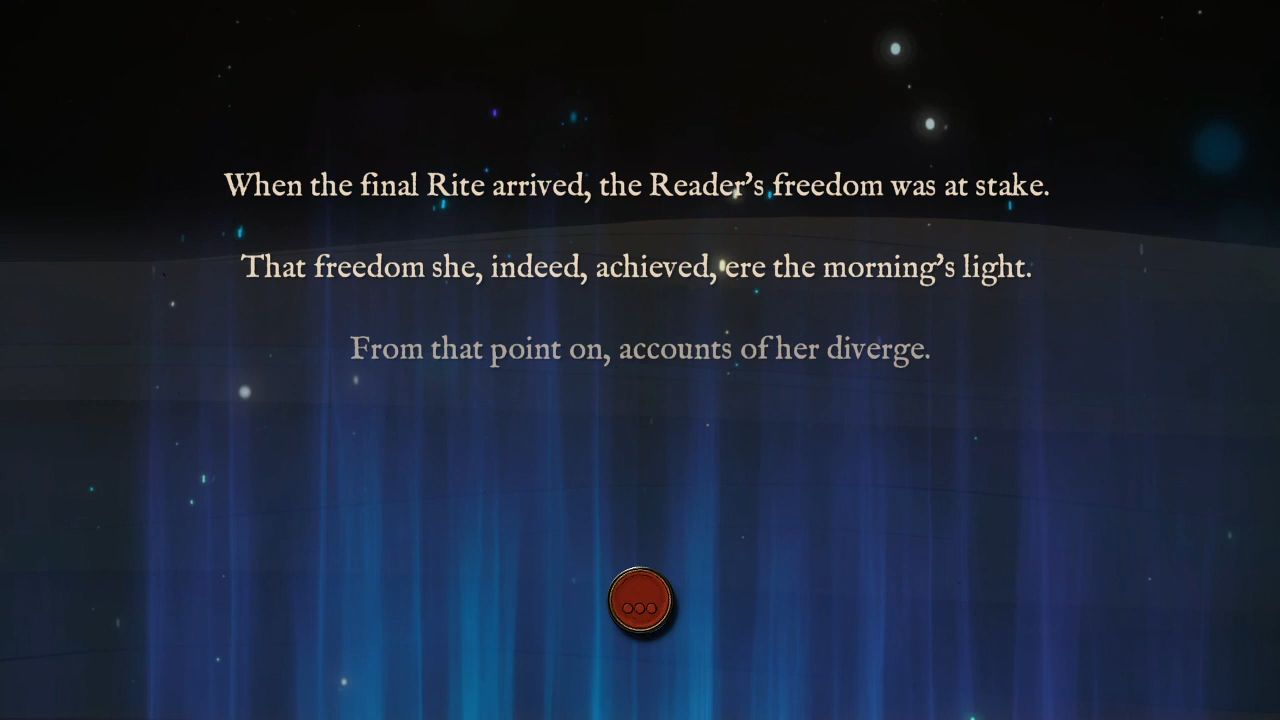 When the final Rite arrived, the Reader's freedom was at stake.
That freedom she, indeed, achieved, ere the morning's light.
From that point on, accounts of her diverge.